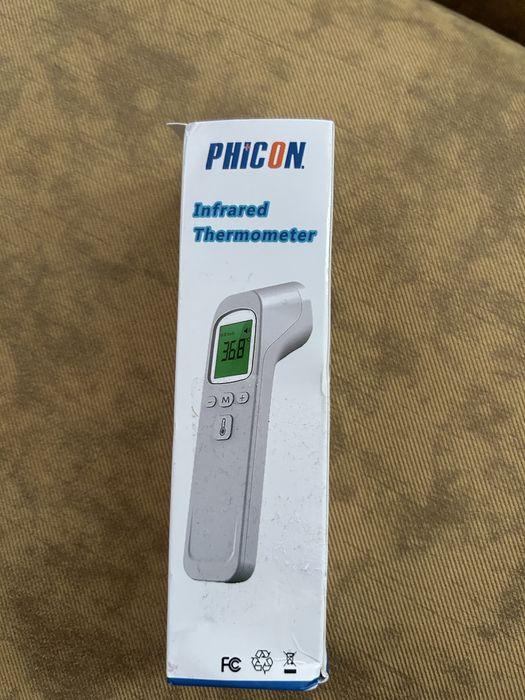 PHICON.
Infrared
Thermometer
36.8
- M +
FC